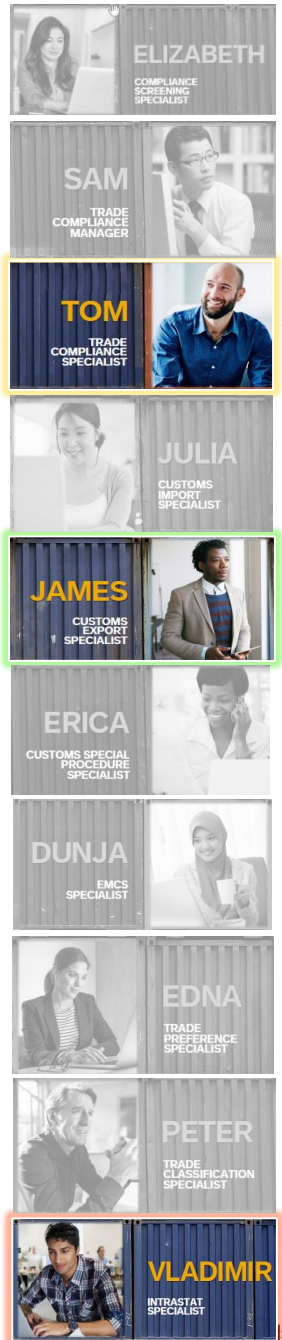 ELIZABETH
COMPLIANCE
SCREENING
SPECIALIST
SAM
TRADE
COMPLIANCE
MANAGER
TOM
TRADE
COMPLIANCE
SPECIALIST
JULIA
CUSTOMS
IMPORT
SPECIALIST
JAMES
CUSTOMS
EXPORT
SPECIALIST
ERICA
CUSTOMS SPECIAL
PROCEDURE
SPECIALIST
DUNJA
EMCS
SPECIALIST
EDNA
TRADE
PREFERENCE
SPECIALIST
PETER
TRADE
CLASSIFICATION
SPECIALIST
VLADIMIR
INTRASTAT
SPECIALIST